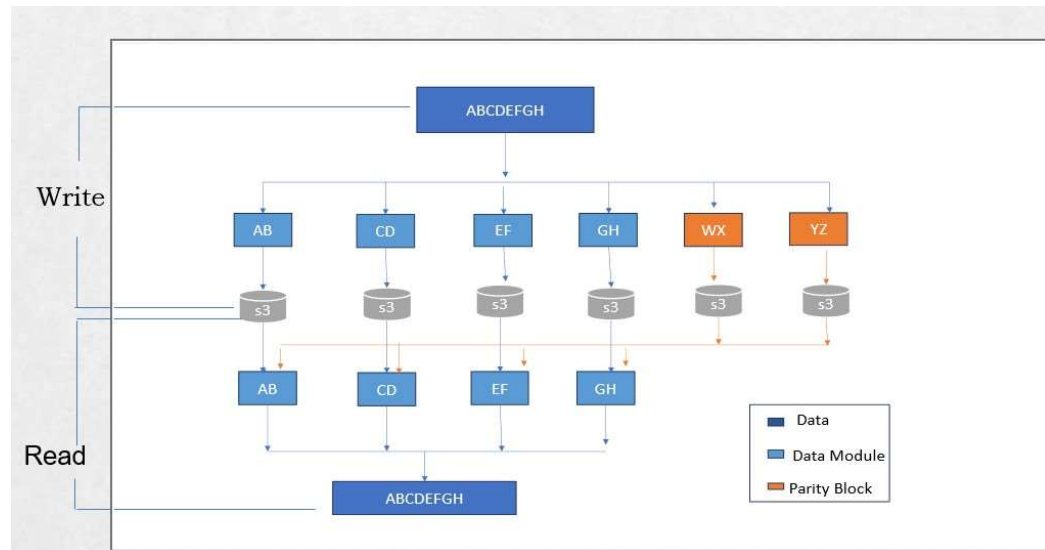 ABCDEFGH
Write
AB CD EF GH WX YZ
s3 s3 s3 s3 s3 s3
AB CD EF GH
Read
ABCDEFGH
Data
Data Module
Parity Block